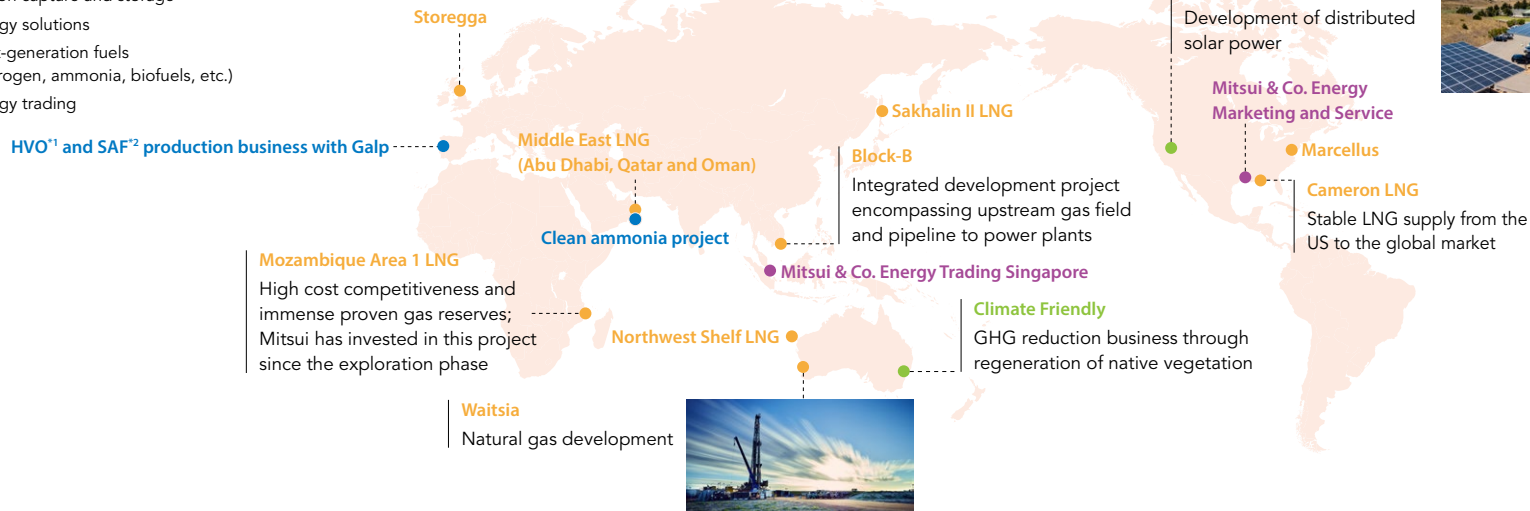 Storegga
gy solutions
-generation fuels
rogen, ammonia, biofuels, etc.)
gy trading
HVO*1 and SAF*2 production business with Galp
Middle East LNG
(Abu Dhabi, Qatar and Oman)
Clean ammonia project
Mozambique Area 1 LNG
High cost competitiveness and
immense proven gas reserves;
Mitsui has invested in this project
since the exploration phase
Sakhalin II LNG
Block-B
Integrated development project
encompassing upstream gas field
and pipeline to power plants
Mitsui & Co. Energy Trading Singapore
Northwest Shelf LNG
Waitsia
Natural gas development
Climate Friendly
GHG reduction business through
regeneration of native vegetation
Development of distributed
solar power
Mitsui & Co. Energy
Marketing and Service
Marcellus
Cameron LNG
Stable LNG supply from the
US to the global market